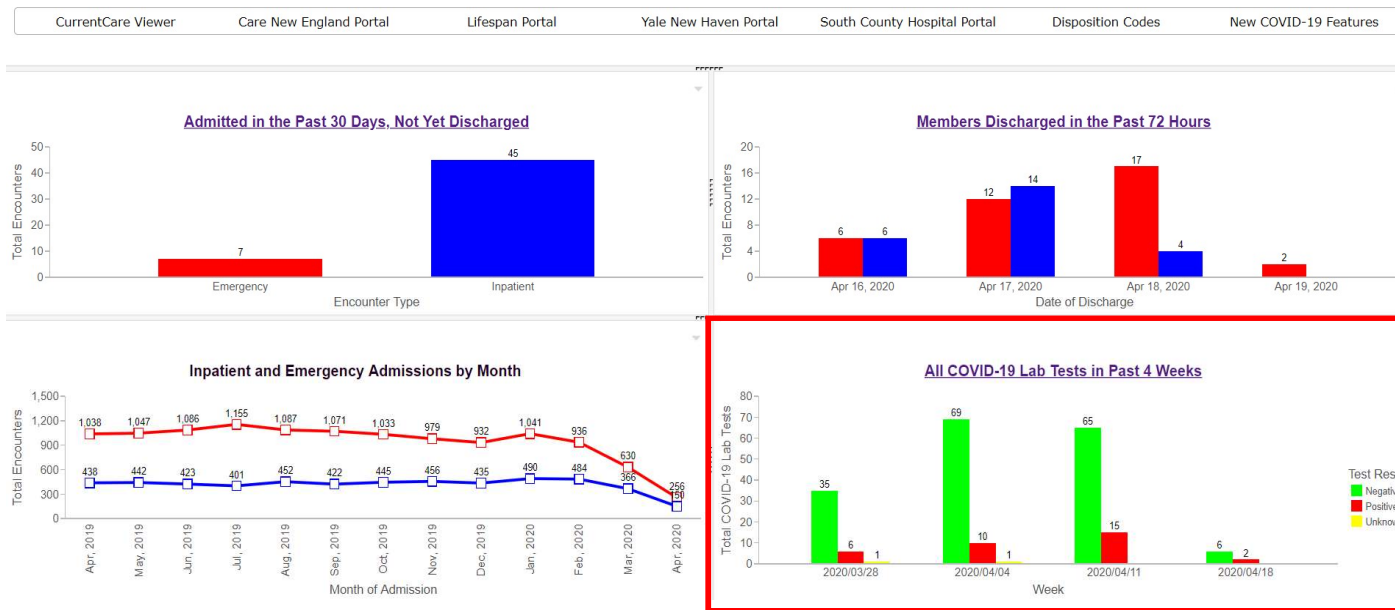 CurrentCare Viewer Care New England Portal Lifespan Portal Yale New Haven Portal South County Hospital Portal Disposition Codes New COVID-19 Features
Admitted in the Past 30 Days, Not Yet Discharged
Total Encounters
50
40
30
20
10
0
7
45
Emergency Inpatient
Encounter Type
Members Discharged in the Past 72 Hours
Total Encounters
20
16
12
8
4
0
6 6 12 14 17 4 2
Apr 16, 2020 Apr 17, 2020 Apr 18, 2020 Apr 19, 2020
Date of Discharge
Inpatient and Emergency Admissions by Month
Total Encounters
1,500
1,200
900
600
300
0
1,038 1,047 1,086 1,155 1,087 1,071 1,033 979 932 1,041 936 630 256
438 442 423 401 452 422 445 456 435 490 484 366 150
Apr, 2019 May, 2019 Jun, 2019 Jul, 2019 Aug, 2019 Sep, 2019 Oct, 2019 Nov, 2019 Dec, 2019 Jan, 2020 Feb, 2020 Mar, 2020 Apr, 2020
Month of Admission
All COVID-19 Lab Tests in Past 4 Weeks
Total COVID-19 Lab Tests
80
70
60
50
40
30
20
10
0
35 6 1 69 10 1 65 15 6 2
2020/03/28 2020/04/04 2020/04/11 2020/04/18
Week
Test Res
Negativ
Positive
Unknow